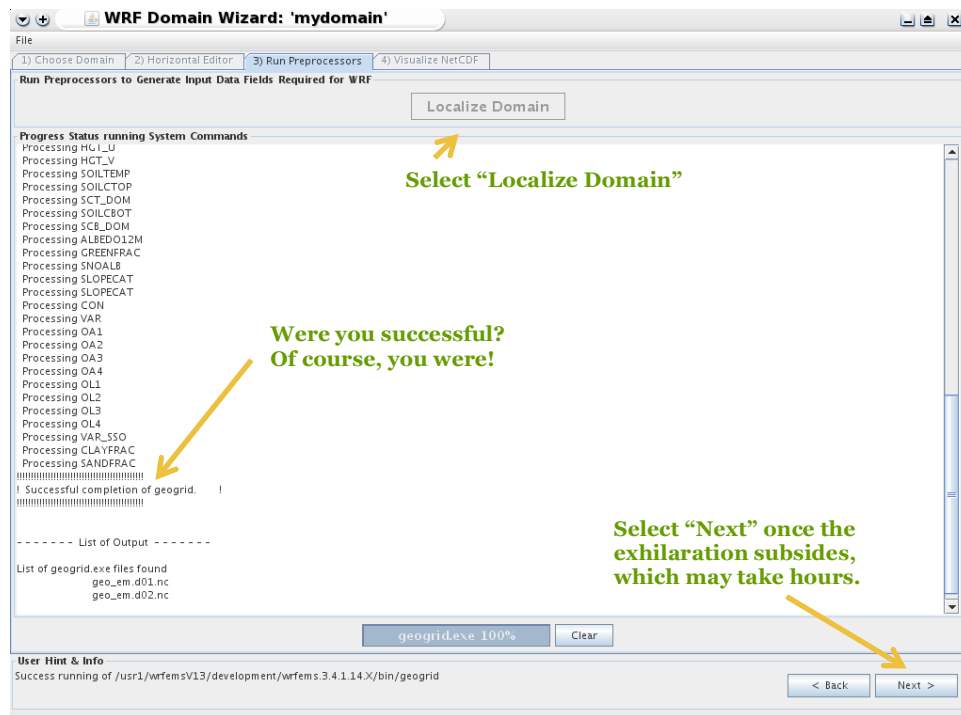 WRF Domain Wizard: 'mydomain'
File
1) Choose Domain 2) Horizontal Editor 3) Run Preprocessors 4) Visualize NetCDF
Run Preprocessors to Generate Input Data Fields Required for WRF
Localize Domain
Progress Status running System Commands
Processing HGT_U
Processing HGT_V
Processing SOILTEMP
Processing SOILCTOP
Processing SCT_DOM
Processing SOILCBOT
Processing SCB_DOM
Processing ALBEDO12M
Processing GREENFRAC
Processing SNOALB
Processing SLOPECAT
Processing SLOPECAT
Processing CON
Processing VAR
Processing OA1
Processing OA2
Processing OA3
Processing OA4
Processing OL1
Processing OL2
Processing OL3
Processing OL4
Processing VAR_SSO
Processing CLAYFRAC
Processing SANDFRAC
!!!!!!!!!!!!!!!!!!!!!!!!!!!!!!!!!!!!!!!!!!!!
! Successful completion of geogrid. !
!!!!!!!!!!!!!!!!!!!!!!!!!!!!!!!!!!!!!!!!!!!!
- - - - - - - List of Output - - - - - - -
List of geogrid.exe files found
geo_em.d01.nc
geo_em.d02.nc
Select “Localize Domain”
Were you successful?
Of course, you were!
Select “Next” once the
exhilaration subsides,
which may take hours.
geogrid.exe 100% Clear
User Hint & Info
Success running of /usr1/wrfemsV13/development/wrfems.3.4.1.14.X/bin/geogrid
< Back Next >